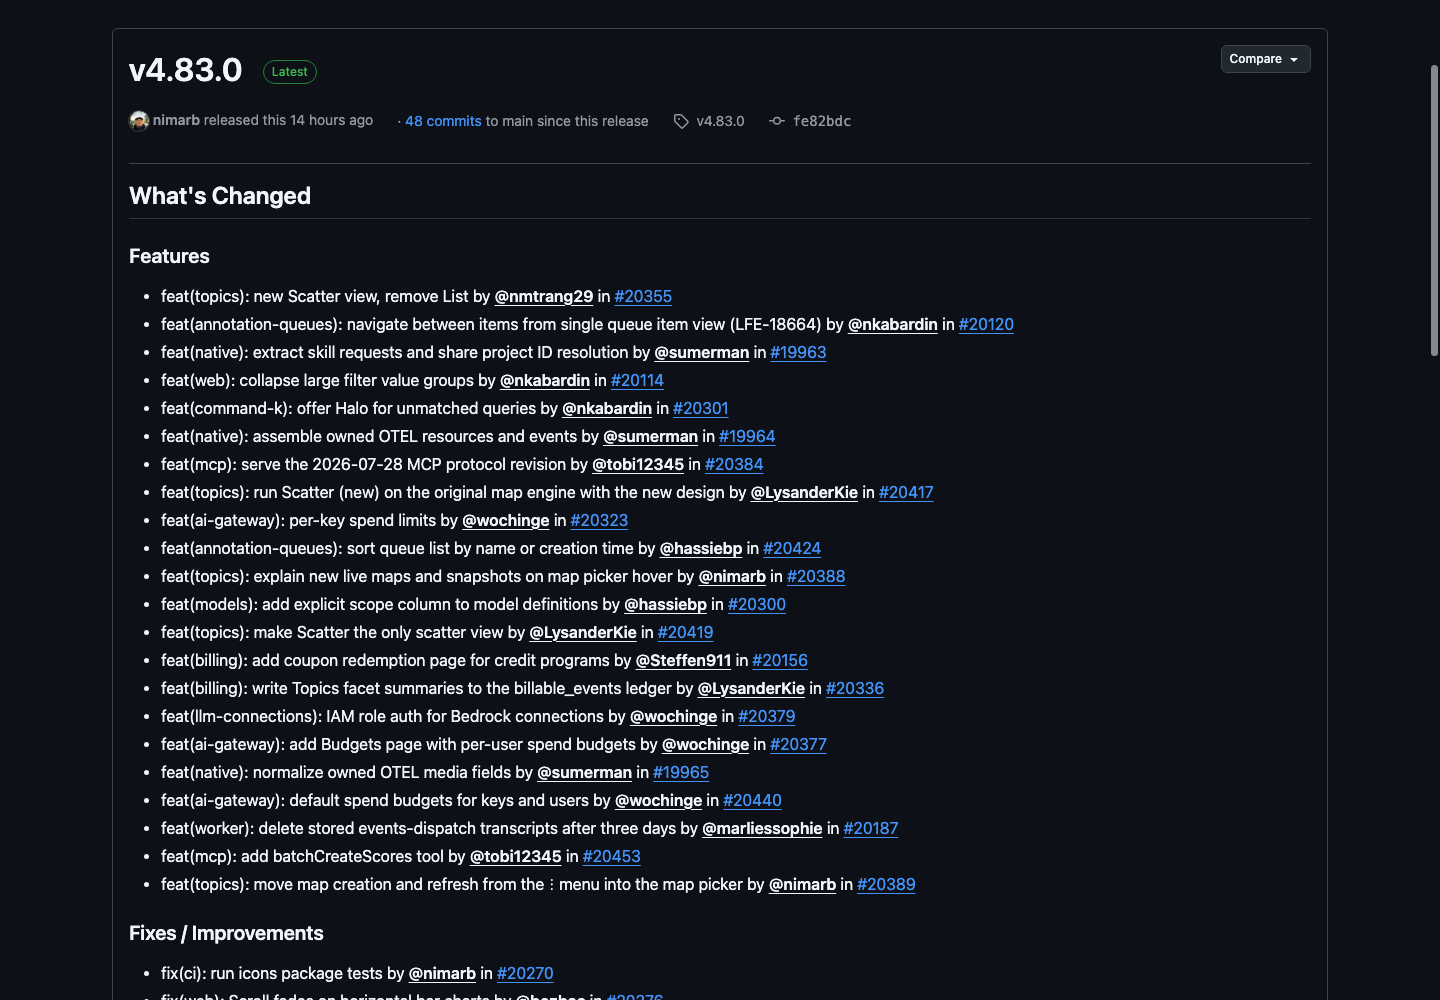 v4.83.0 Latest Compare
nimarb released this 14 hours ago · 48 commits to main since this release v4.83.0 fe82bdc
What's Changed
Features
• feat(topics): new Scatter view, remove List by @nmtrang29 in #20355
• feat(annotation-queues): navigate between items from single queue item view (LFE-18664) by @nkabardin in #20120
• feat(native): extract skill requests and share project ID resolution by @sumerman in #19963
• feat(web): collapse large filter value groups by @nkabardin in #20114
• feat(command-k): offer Halo for unmatched queries by @nkabardin in #20301
• feat(native): assemble owned OTEL resources and events by @sumerman in #19964
• feat(mcp): serve the 2026-07-28 MCP protocol revision by @tobi12345 in #20384
• feat(topics): run Scatter (new) on the original map engine with the new design by @LysanderKie in #20417
• feat(ai-gateway): per-key spend limits by @wochinge in #20323
• feat(annotation-queues): sort queue list by name or creation time by @hassiebp in #20424
• feat(topics): explain new live maps and snapshots on map picker hover by @nimarb in #20388
• feat(models): add explicit scope column to model definitions by @hassiebp in #20300
• feat(topics): make Scatter the only scatter view by @LysanderKie in #20419
• feat(billing): add coupon redemption page for credit programs by @Steffen911 in #20156
• feat(billing): write Topics facet summaries to the billable_events ledger by @LysanderKie in #20336
• feat(llm-connections): IAM role auth for Bedrock connections by @wochinge in #20379
• feat(ai-gateway): add Budgets page with per-user spend budgets by @wochinge in #20377
• feat(native): normalize owned OTEL media fields by @sumerman in #19965
• feat(ai-gateway): default spend budgets for keys and users by @wochinge in #20440
• feat(worker): delete stored events-dispatch transcripts after three days by @marliessophie in #20187
• feat(mcp): add batchCreateScores tool by @tobi12345 in #20453
• feat(topics): move map creation and refresh from the ⋮ menu into the map picker by @nimarb in #20389
Fixes / Improvements
• fix(ci): run icons package tests by @nimarb in #20270
• fix(web): Scroll fades on horizontal bar charts by in #20276